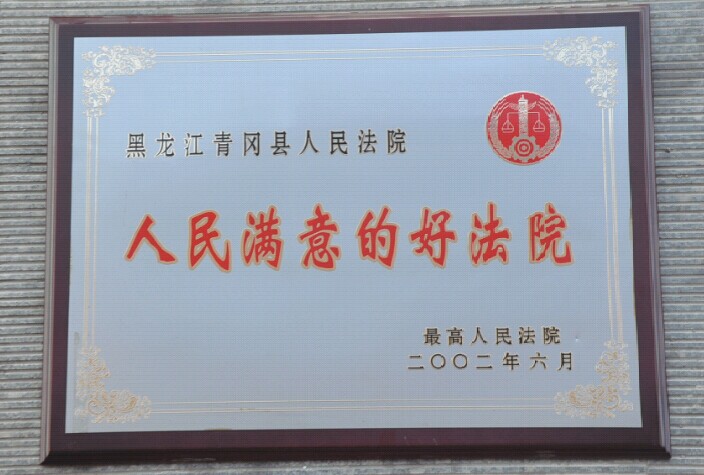 黑龙江青冈县人民法院
人民满意的好法院
最高人民法院
二〇〇二年六月